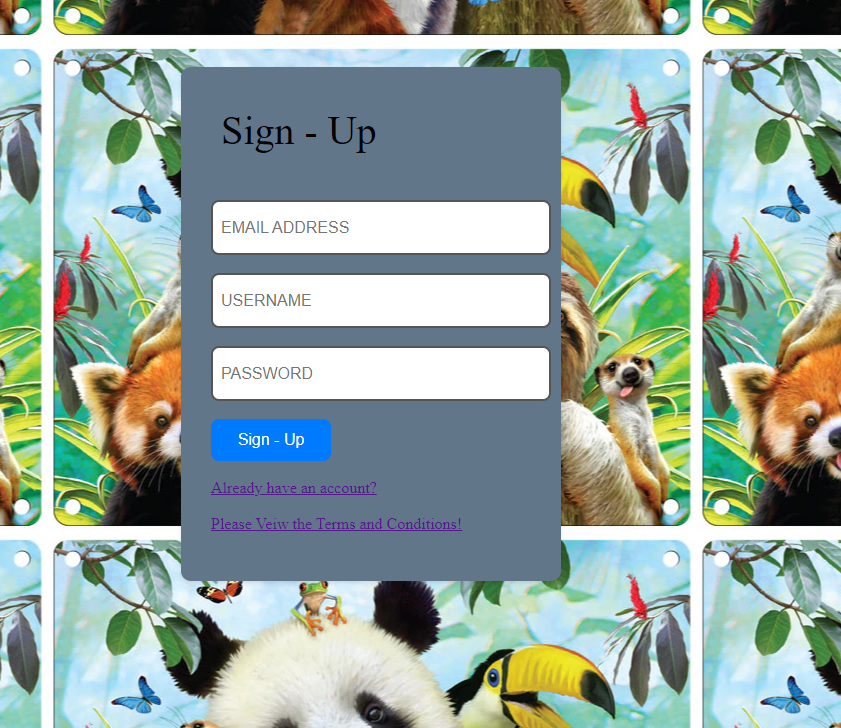 Sign - Up
EMAIL ADDRESS
USERNAME
PASSWORD
Sign - Up
Already have an account?
Please Veiw the Terms and Conditions!